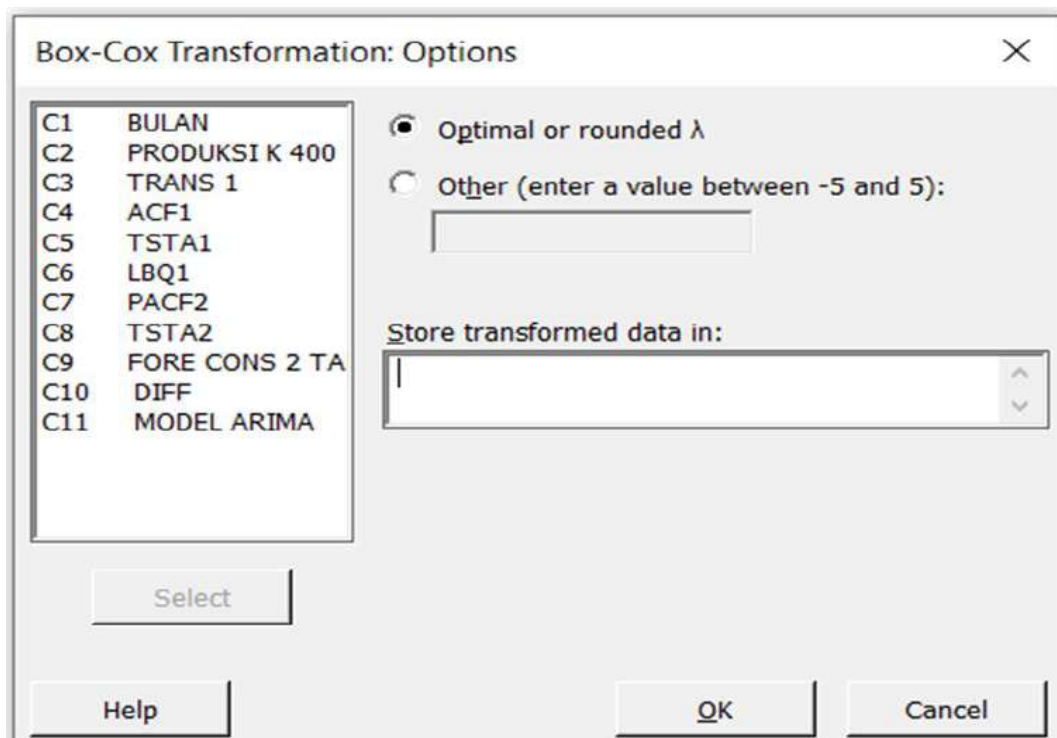 Box-Cox Transformation: Options
C1 BULAN
C2 PRODUKSI K 400
C3 TRANS 1
C4 ACF1
C5 TSTA1
C6 LBQ1
C7 PACF2
C8 TSTA2
C9 FORE CONS 2 TA
C10 DIFF
C11 MODEL ARIMA
Select
Optimal or rounded λ
Other (enter a value between -5 and 5):
Store transformed data in:
Help
OK
Cancel